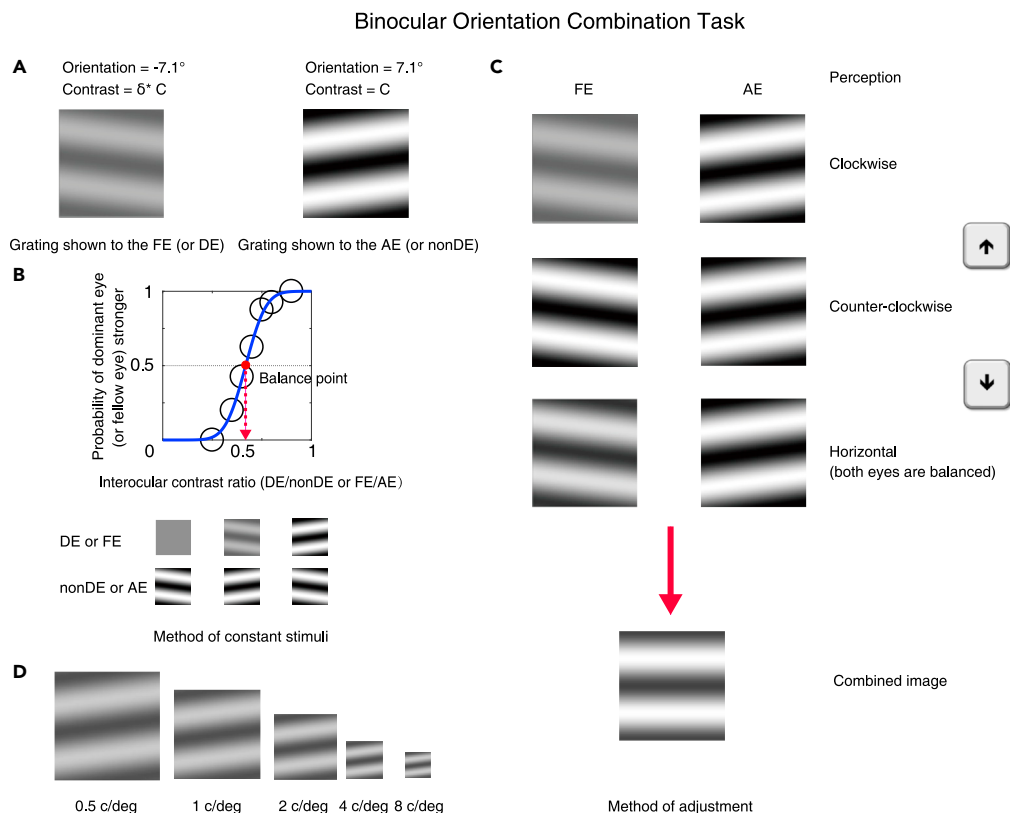 Binocular Orientation Combination Task
A
Orientation = -7.1°
Contrast = δ* C
Orientation = 7.1°
Contrast = C
Grating shown to the FE (or DE)
Grating shown to the AE (or nonDE)
B
Probability of dominant eye
(or fellow eye) stronger
1
0.5
0
Balance point
0
0.5
1
Interocular contrast ratio (DE/nonDE or FE/AE)
DE or FE
nonDE or AE
Method of constant stimuli
C
FE
AE
Perception
Clockwise
↑
Counter-clockwise
↓
Horizontal
(both eyes are balanced)
Combined image
Method of adjustment
D
0.5 c/deg
1 c/deg
2 c/deg
4 c/deg
8 c/deg